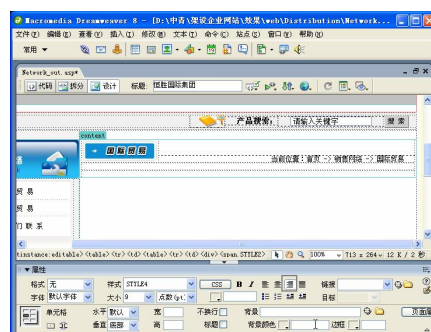 Macromedia Dreamweaver 8 - [D:\中青\架设企业网站\效果\web\Distribution\Network...
文件(F) 编辑(E) 查看(V) 插入(I) 修改(M) 文本(T) 命令(C) 站点(S) 窗口(W) 帮助(H)
常用
Network_out.asp*
代码 拆分 设计 标题: 恒胜国际集团
产品搜索: 请输入关键字 搜 索
content
→ 国际贸易
当前位置:首页 -> 销售网络 -> 国际贸易
络
贸 易
贸 易
们 联 系
tinstance:editable> <table> <tr> <td> <table> <tr> <td> <div> <span.STYLE2> 100% 713 x 264 12 K / 2 秒
属性
格式 无 样式 STYLE4 CSS B I 链接
字体 默认字体 大小 9 点数(pt) 目标
单元格 水平 默认 宽 不换行 背景 页面属
垂直 底部 高 标题 背景颜色 边框